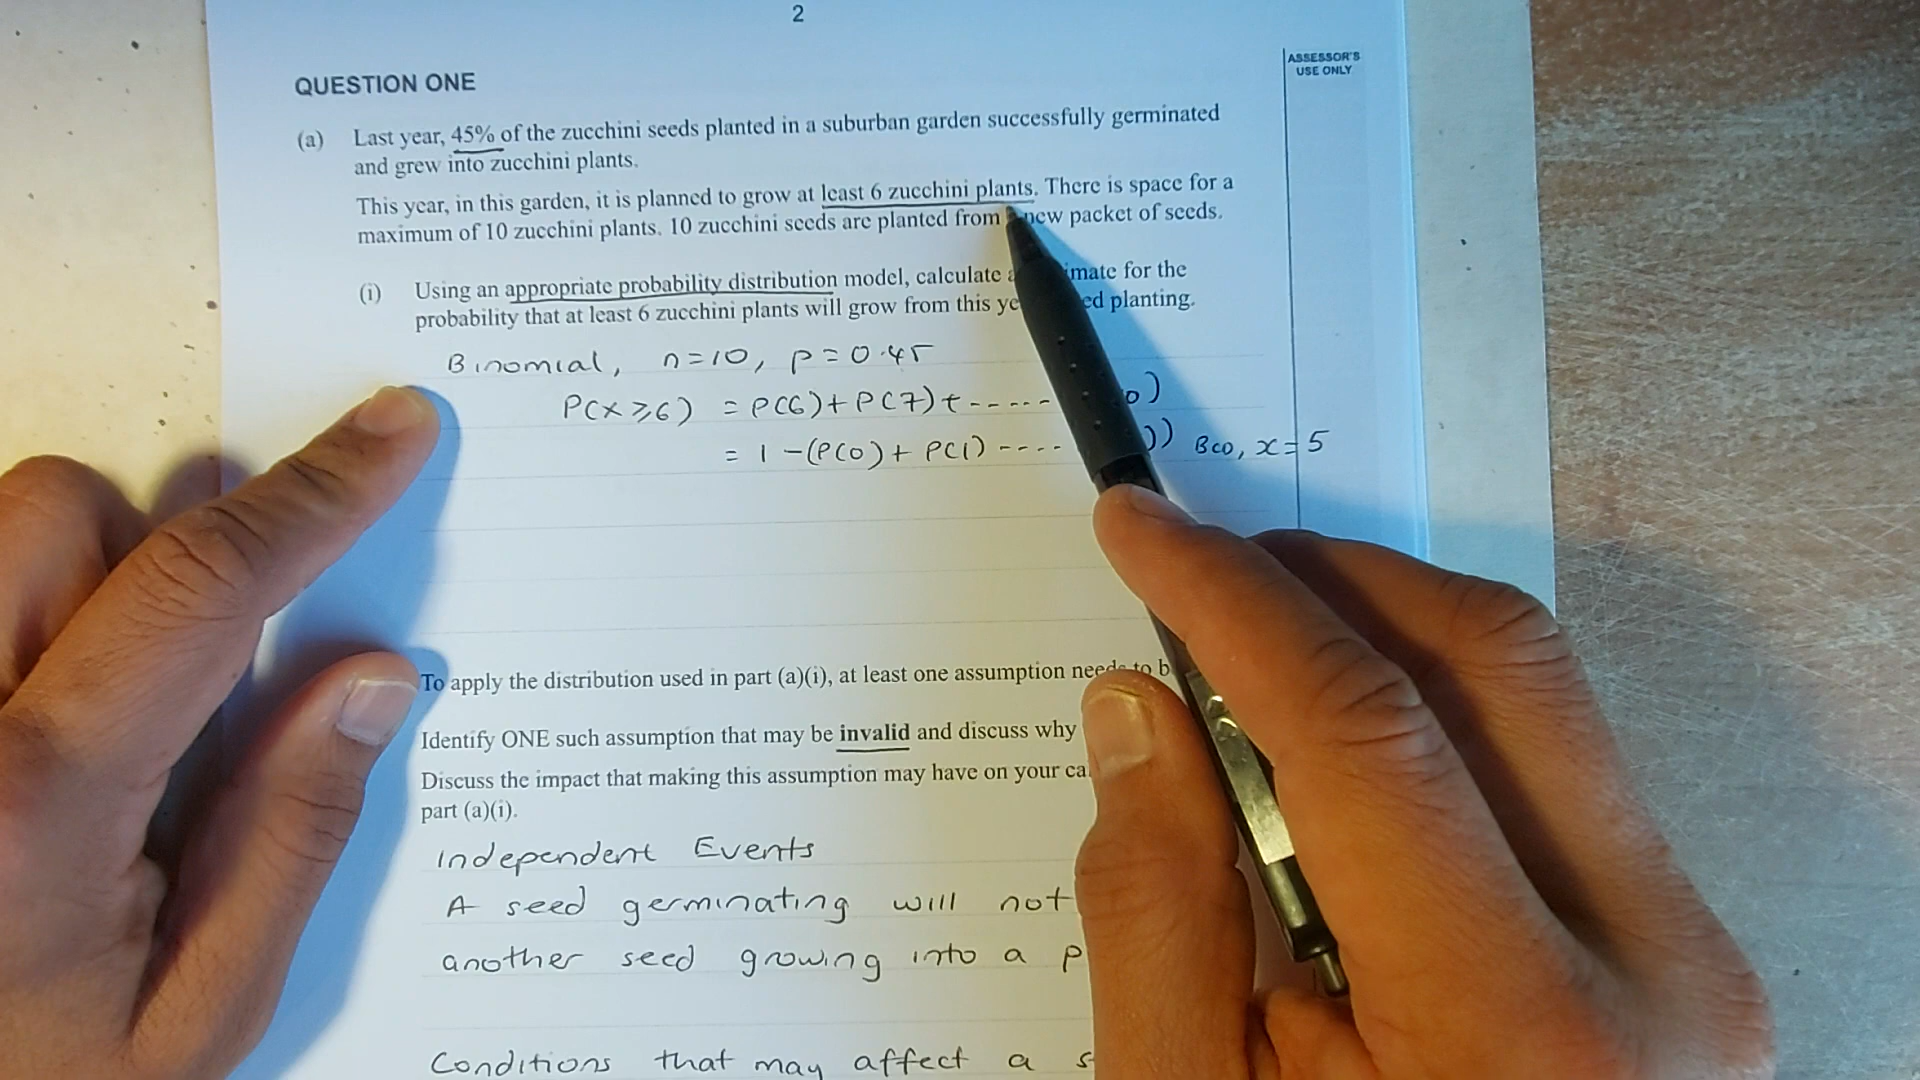 2
QUESTION ONE
ASSESSOR'S
USE ONLY
(a) Last year, 45% of the zucchini seeds planted in a suburban garden successfully germinated
and grew into zucchini plants.
This year, in this garden, it is planned to grow at least 6 zucchini plants. There is space for a
maximum of 10 zucchini plants. 10 zucchini seeds are planted from new packet of seeds.
(i) Using an appropriate probability distribution model, calculate for the
probability that at least 6 zucchini plants will grow from this planting.
Binomial, n=10, p=0.45
P(X⩾6) = P(6)+P(7)+-----
= 1-(P(0)+P(1)---- )) Bcd, x=5
To apply the distribution used in part (a)(i), at least one assumption needs to
Identify ONE such assumption that may be invalid and discuss why
Discuss the impact that making this assumption may have on your
part (a)(i).
Independent Events
A seed germinating will not
another seed growing into a
Conditions that may affect a